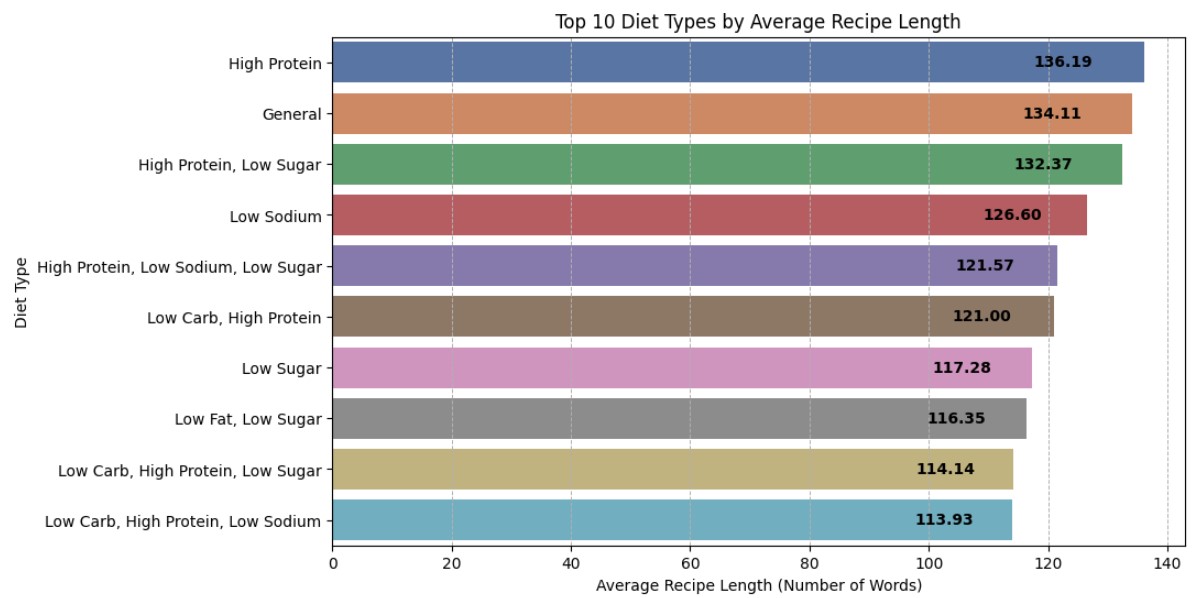 Top 10 Diet Types by Average Recipe Length
Diet Type
High Protein 136.19
General 134.11
High Protein, Low Sugar 132.37
Low Sodium 126.60
High Protein, Low Sodium, Low Sugar 121.57
Low Carb, High Protein 121.00
Low Sugar 117.28
Low Fat, Low Sugar 116.35
Low Carb, High Protein, Low Sugar 114.14
Low Carb, High Protein, Low Sodium 113.93
0 20 40 60 80 100 120 140
Average Recipe Length (Number of Words)